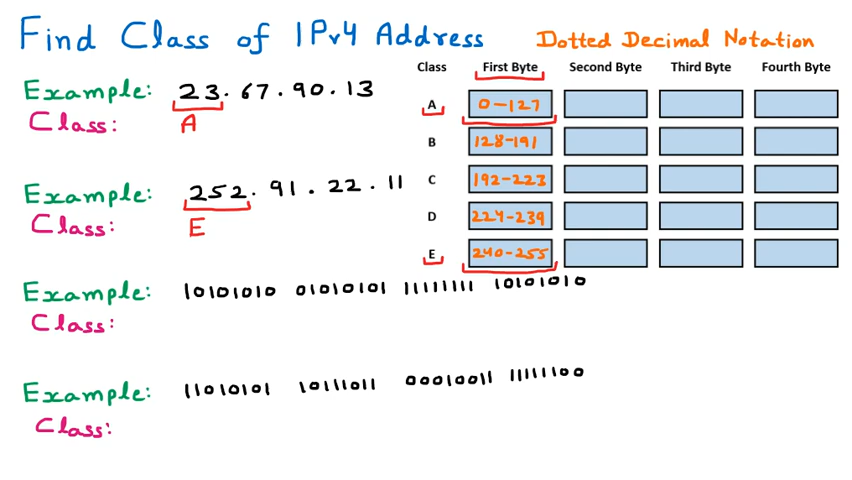 Find Class of IPv4 Address
Dotted Decimal Notation
Class First Byte Second Byte Third Byte Fourth Byte
A 0-127
B 128-191
C 192-223
D 224-239
E 240-255
Example: 23.67.90.13
Class: A
Example: 252.91.22.11
Class: E
Example: 10101010 01010101 11111111 10101010
Class:
Example: 11010101 10111011 00010011 11111100
Class: